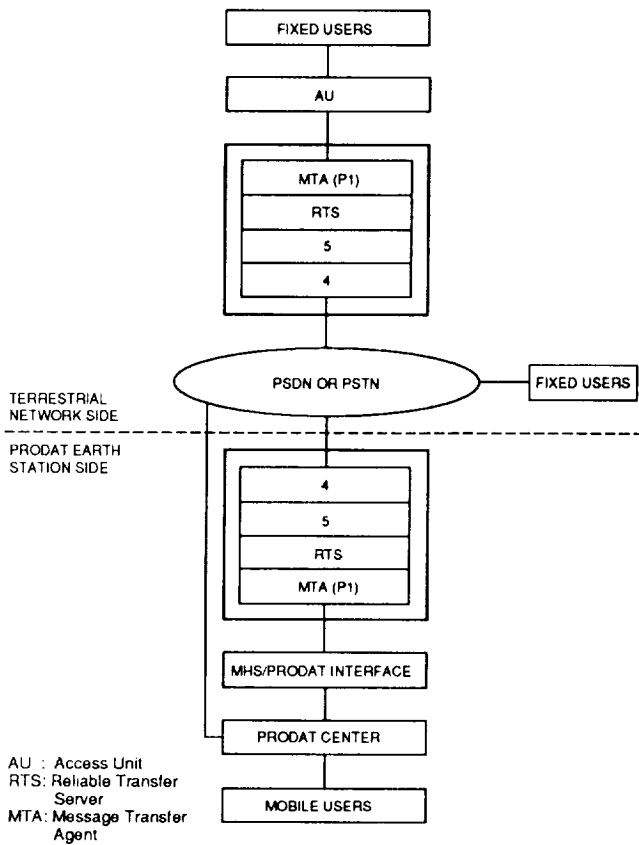 FIXED USERS
AU
MTA (P1)
RTS
5
4
PSDN OR PSTN
FIXED USERS
TERRESTRIAL
NETWORK SIDE
PRODAT EARTH
STATION SIDE
4
5
RTS
MTA (P1)
MHS/PRODAT INTERFACE
PRODAT CENTER
MOBILE USERS
AU : Access Unit
RTS: Reliable Transfer
Server
MTA: Message Transfer
Agent